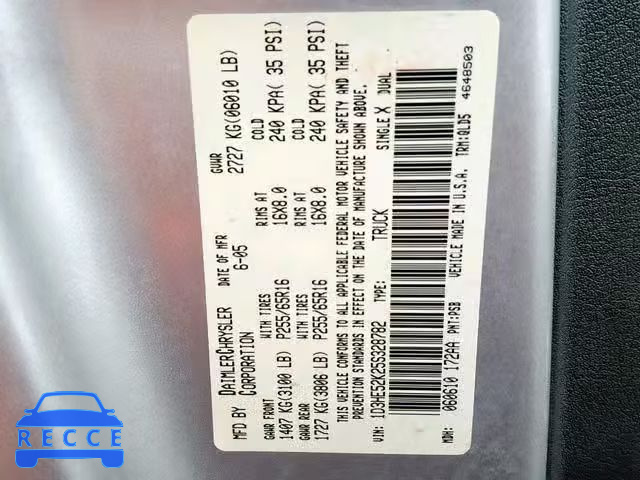 MFD BY DAIMLERCHRYSLER CORPORATION DATE OF MFR 6-05 GVWR 2727 KG(06010 LB)
GAWR FRONT WITH TIRES RIMS AT COLD
1407 KG(3100 LB) P255/65R16 16X8.0 240 KPA( 35 PSI)
GAWR REAR WITH TIRES RIMS AT COLD
1727 KG(3806 LB) P255/65R16 16X8.0 240 KPA( 35 PSI)
THIS VEHICLE CONFORMS TO ALL APPLICABLE FEDERAL MOTOR VEHICLE SAFETY AND THEFT
PREVENTION STANDARDS IN EFFECT ON THE DATE OF MANUFACTURE SHOWN ABOVE.
VIN: 1D3HE52K25S328782 TYPE: TRUCK SINGLE X DUAL
MDH: 060610 172AA PNT:PSB VEHICLE MADE IN U.S.A. TRM:QLD5
4648503
RECCE